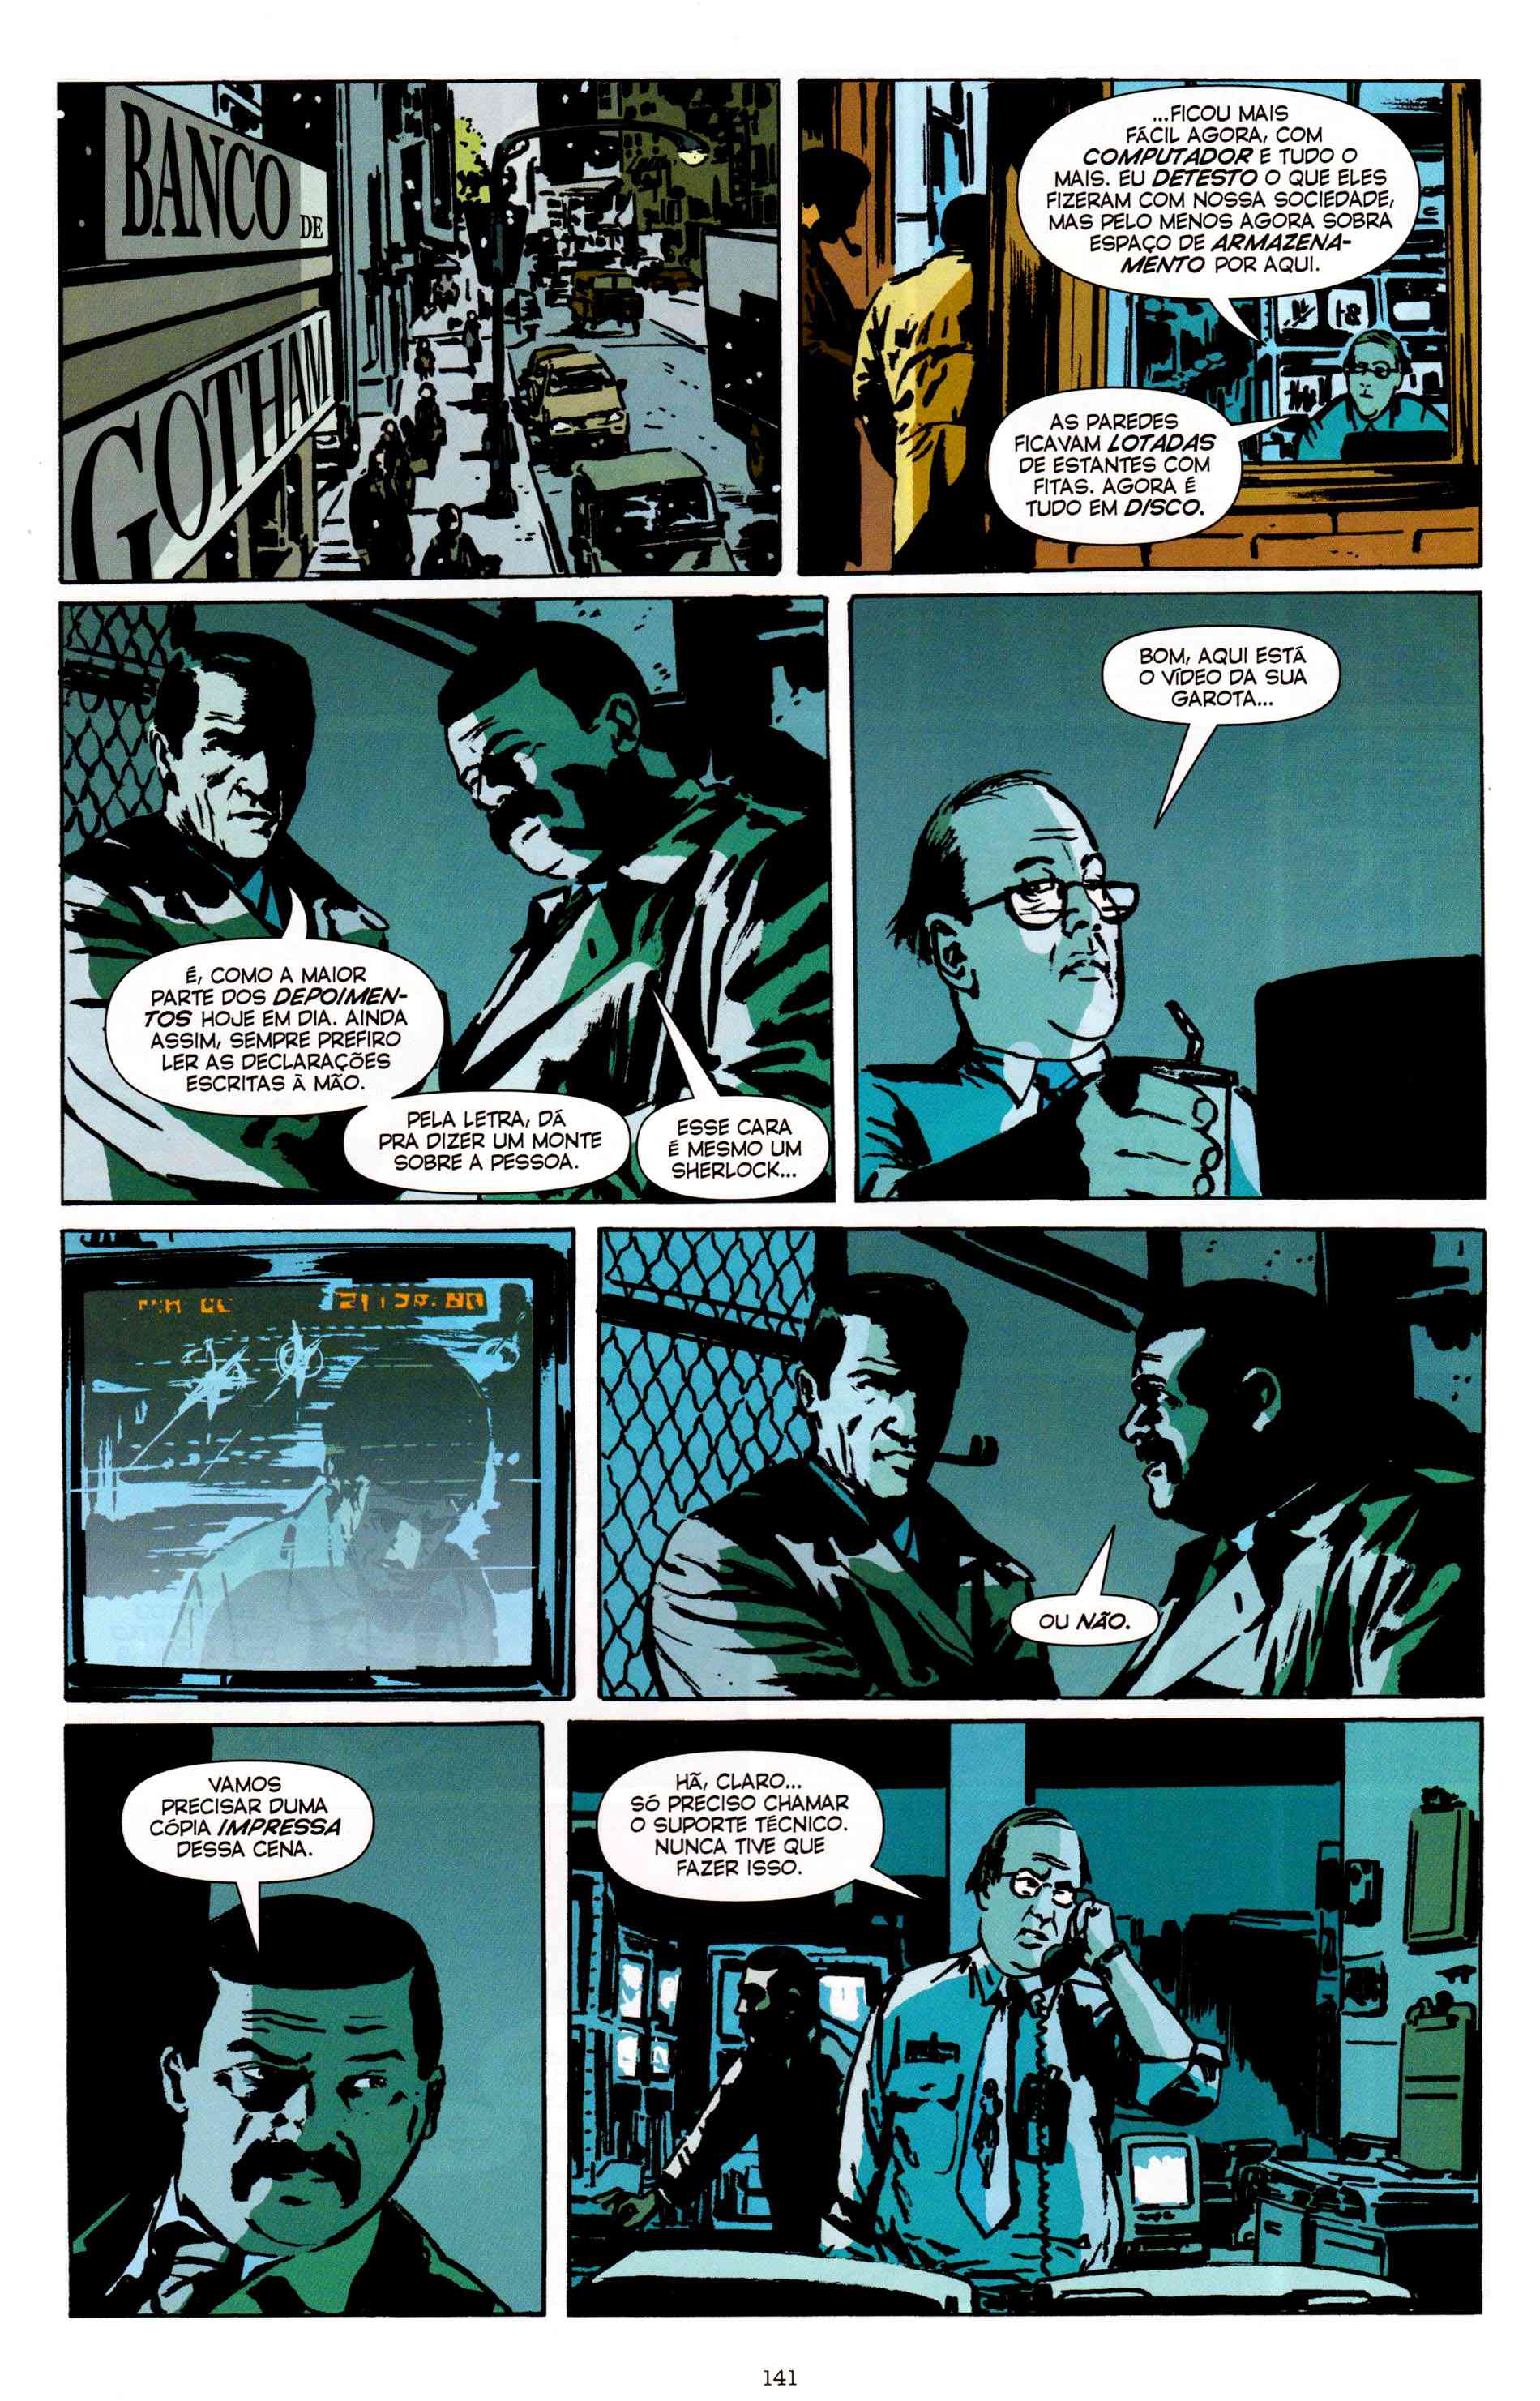 BANCO DE
GOTHAM
...FICOU MAIS
FÁCIL AGORA, COM
COMPUTADOR E TUDO O
MAIS. EU DETESTO O QUE ELES
FIZERAM COM NOSSA SOCIEDADE,
MAS PELO MENOS AGORA SOBRA
ESPAÇO DE ARMAZENA-
MENTO POR AQUI.
AS PAREDES
FICAVAM LOTADAS
DE ESTANTES COM
FITAS. AGORA É
TUDO EM DISCO.
É, COMO A MAIOR
PARTE DOS DEPOIMEN-
TOS HOJE EM DIA. AINDA
ASSIM, SEMPRE PREFIRO
LER AS DECLARAÇÕES
ESCRITAS À MÃO.
PELA LETRA, DÁ
PRA DIZER UM MONTE
SOBRE A PESSOA.
ESSE CARA
É MESMO UM
SHERLOCK...
BOM, AQUI ESTÁ
O VÍDEO DA SUA
GAROTA...
OU NÃO.
VAMOS
PRECISAR DUMA
CÓPIA IMPRESSA
DESSA CENA.
HÃ, CLARO...
SÓ PRECISO CHAMAR
O SUPORTE TÉCNICO.
NUNCA TIVE QUE
FAZER ISSO.
141